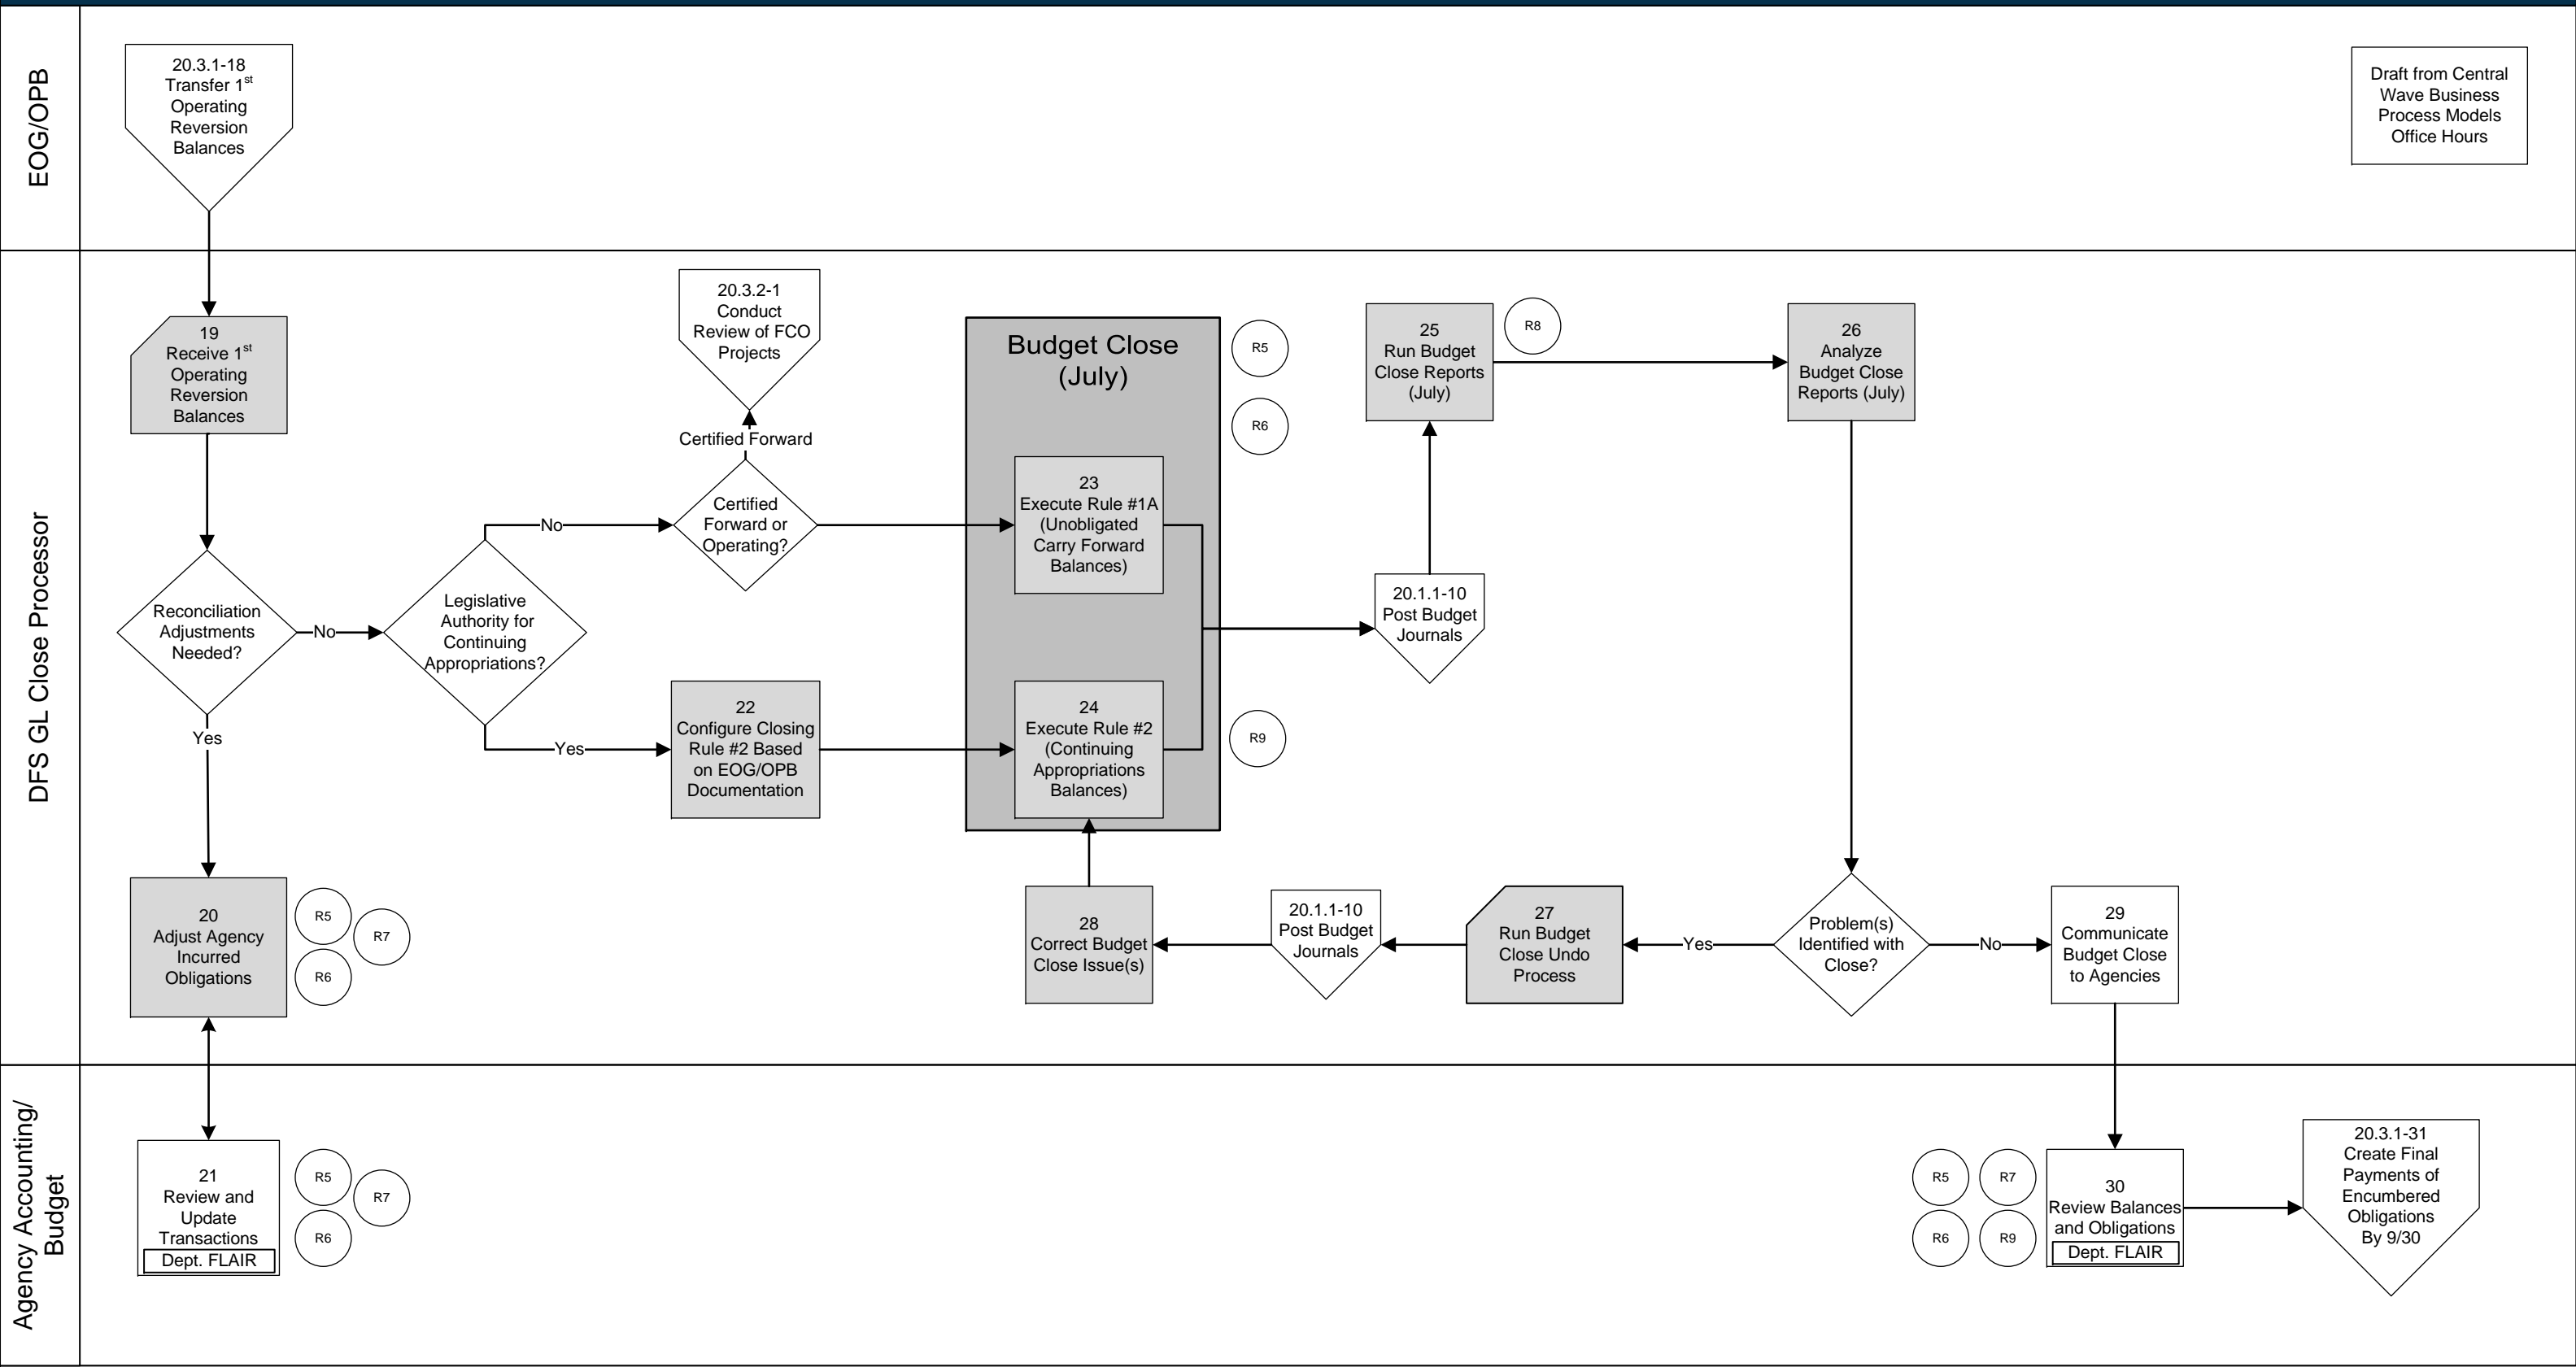 EOG/OPB
20.3.1-18
Transfer 1st
Operating
Reversion
Balances
Draft from Central
Wave Business
Process Models
Office Hours
DFS GL Close Processor
19
Receive 1st
Operating
Reversion
Balances
Reconciliation
Adjustments
Needed?
No
Yes
Legislative
Authority for
Continuing
Appropriations?
No
Yes
20.3.2-1
Conduct
Review of FCO
Projects
Certified Forward
Certified
Forward or
Operating?
22
Configure Closing
Rule #2 Based
on EOG/OPB
Documentation
Budget Close
(July)
R5
R6
23
Execute Rule #1A
(Unobligated
Carry Forward
Balances)
24
Execute Rule #2
(Continuing
Appropriations
Balances)
R9
20.1.1-10
Post Budget
Journals
25
Run Budget
Close Reports
(July)
R8
26
Analyze
Budget Close
Reports (July)
Problem(s)
Identified with
Close?
Yes
No
27
Run Budget
Close Undo
Process
20.1.1-10
Post Budget
Journals
28
Correct Budget
Close Issue(s)
29
Communicate
Budget Close
to Agencies
20
Adjust Agency
Incurred
Obligations
R5
R7
R6
Agency Accounting/
Budget
21
Review and
Update
Transactions
Dept. FLAIR
R5
R7
R6
R5
R7
R6
R9
30
Review Balances
and Obligations
Dept. FLAIR
20.3.1-31
Create Final
Payments of
Encumbered
Obligations
By 9/30